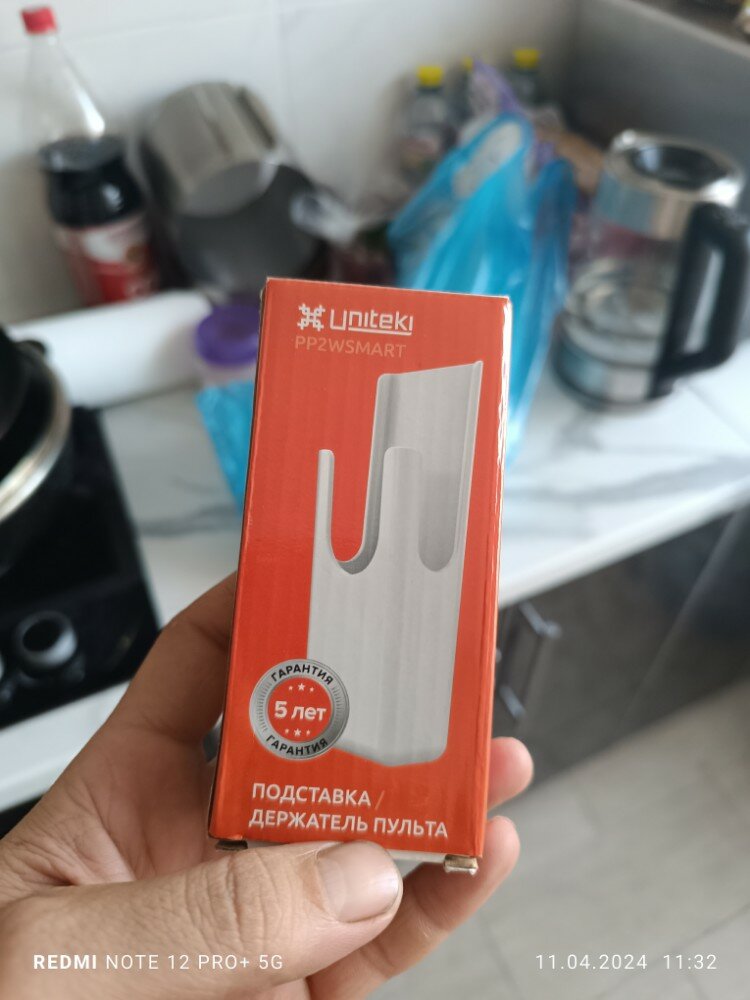 uniteki
PP2WSMART
ГАРАНТИЯ
5 лет
ГАРАНТИЯ
ПОДСТАВКА /
ДЕРЖАТЕЛЬ ПУЛЬТА
REDMI NOTE 12 PRO+ 5G
11.04.2024 11:32